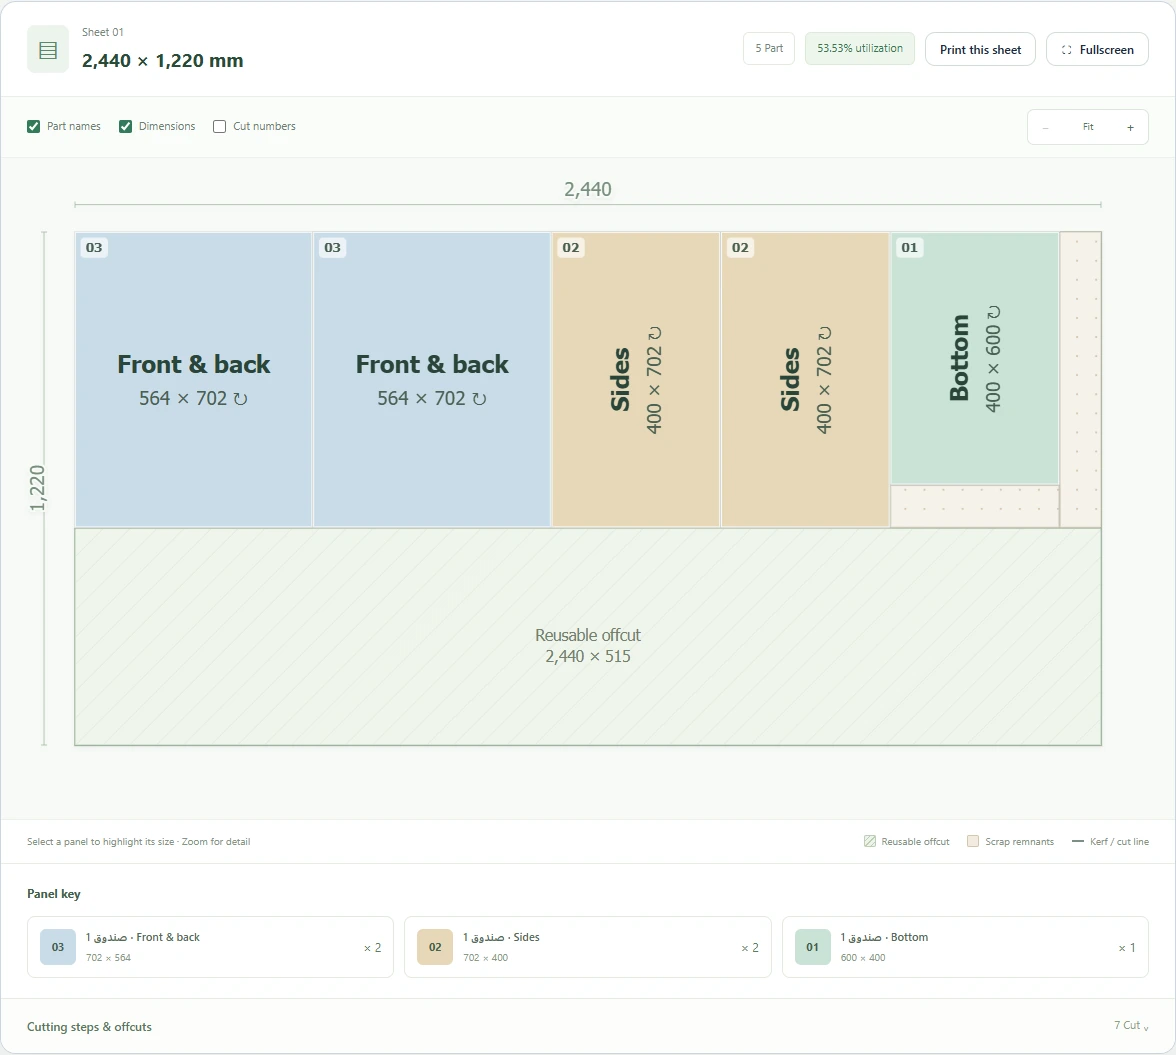 Sheet 01
2,440 × 1,220 mm
5 Part
53.53% utilization
Print this sheet
Fullscreen
Part names
Dimensions
Cut numbers
−
Fit
+
2,440
1,220
03
Front & back
564 × 702 ↻
03
Front & back
564 × 702 ↻
02
Sides
400 × 702 ↻
02
Sides
400 × 702 ↻
01
Bottom
400 × 600 ↻
Reusable offcut
2,440 × 515
Select a panel to highlight its size · Zoom for detail
Reusable offcut
Scrap remnants
Kerf / cut line
Panel key
03
صندوق 1 · Front & back
702 × 564
× 2
02
صندوق 1 · Sides
702 × 400
× 2
01
صندوق 1 · Bottom
600 × 400
× 1
Cutting steps & offcuts
7 Cut